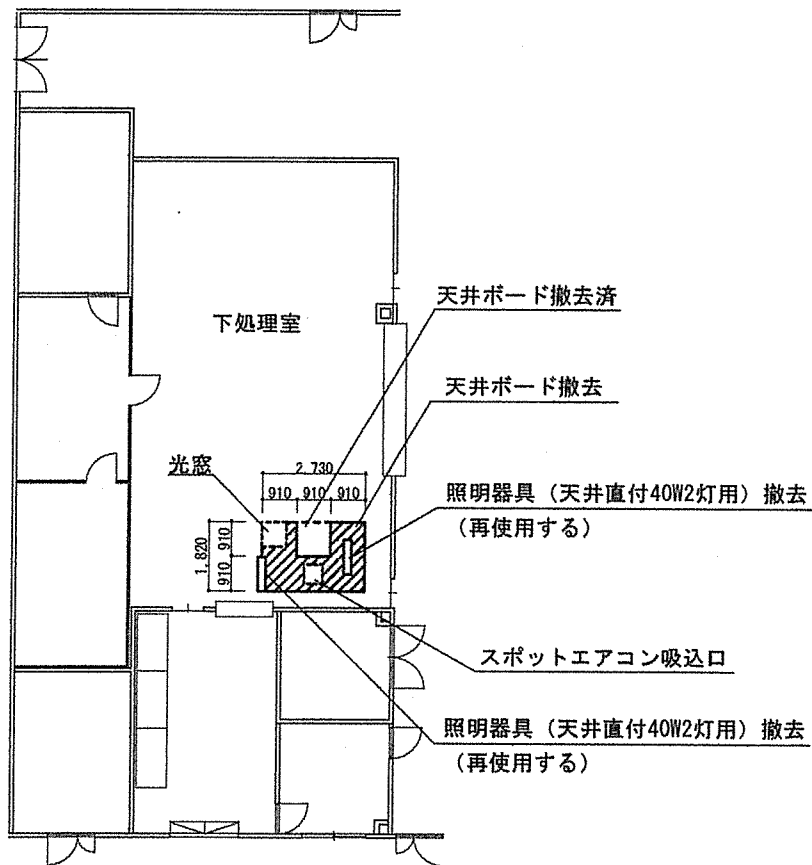 天井ボード撤去済
下処理室
天井ボード撤去
光窓
2,730
910
910
910
照明器具（天井直付40W2灯用）撤去
（再使用する）
1,820
910
910
スポットエアコン吸込口
照明器具（天井直付40W2灯用）撤去
（再使用する）